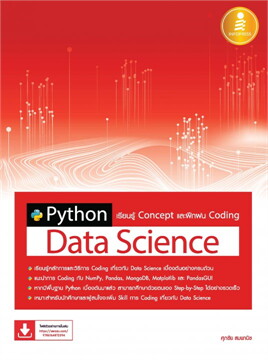 Python เรียนรู้ Concept และฝึกฝน Coding
Data Science
• เรียนรู้หลักการและวิธีการ Coding เกี่ยวกับ Data Science เบื้องต้นอย่างครบถ้วน
• แนะนำการ Coding กับ NumPy, Pandas, MongoDB, Matplotlib และ PandasGUI
• หากมีพื้นฐาน Python เบื้องต้นมาแล้ว สามารถศึกษาด้วยตนเอง Step-by-Step ได้อย่างรวดเร็ว
• เหมาะสำหรับนักศึกษาและผู้สนใจจะเพิ่ม Skill การ Coding เกี่ยวกับ Data Science
ศุภชัย สมพานิช